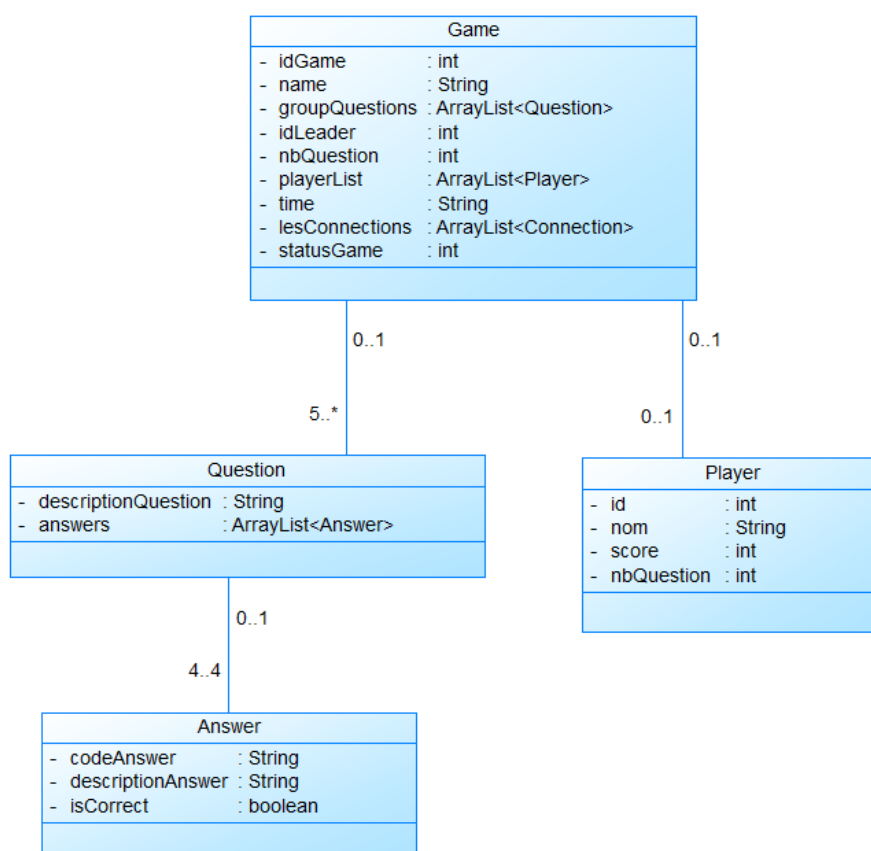 Game
- idGame : int
- name : String
- groupQuestions : ArrayList<Question>
- idLeader : int
- nbQuestion : int
- playerList : ArrayList<Player>
- time : String
- lesConnections : ArrayList<Connection>
- statusGame : int
0..1
0..1
5..*
0..1
Question
- descriptionQuestion : String
- answers : ArrayList<Answer>
Player
- id : int
- nom : String
- score : int
- nbQuestion : int
0..1
4..4
Answer
- codeAnswer : String
- descriptionAnswer : String
- isCorrect : boolean